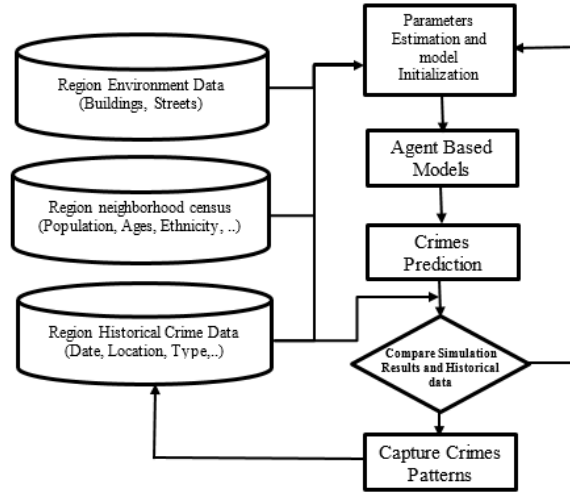 Parameters
Estimation and
model
Initialization
Region Environment Data
(Buildings, Streets)
Agent Based
Models
Region neighborhood census
(Population, Ages, Ethnicity, ..)
Crimes
Prediction
Region Historical Crime Data
(Date, Location, Type,..)
Compare Simulation
Results and Historical
data
Capture Crimes
Patterns